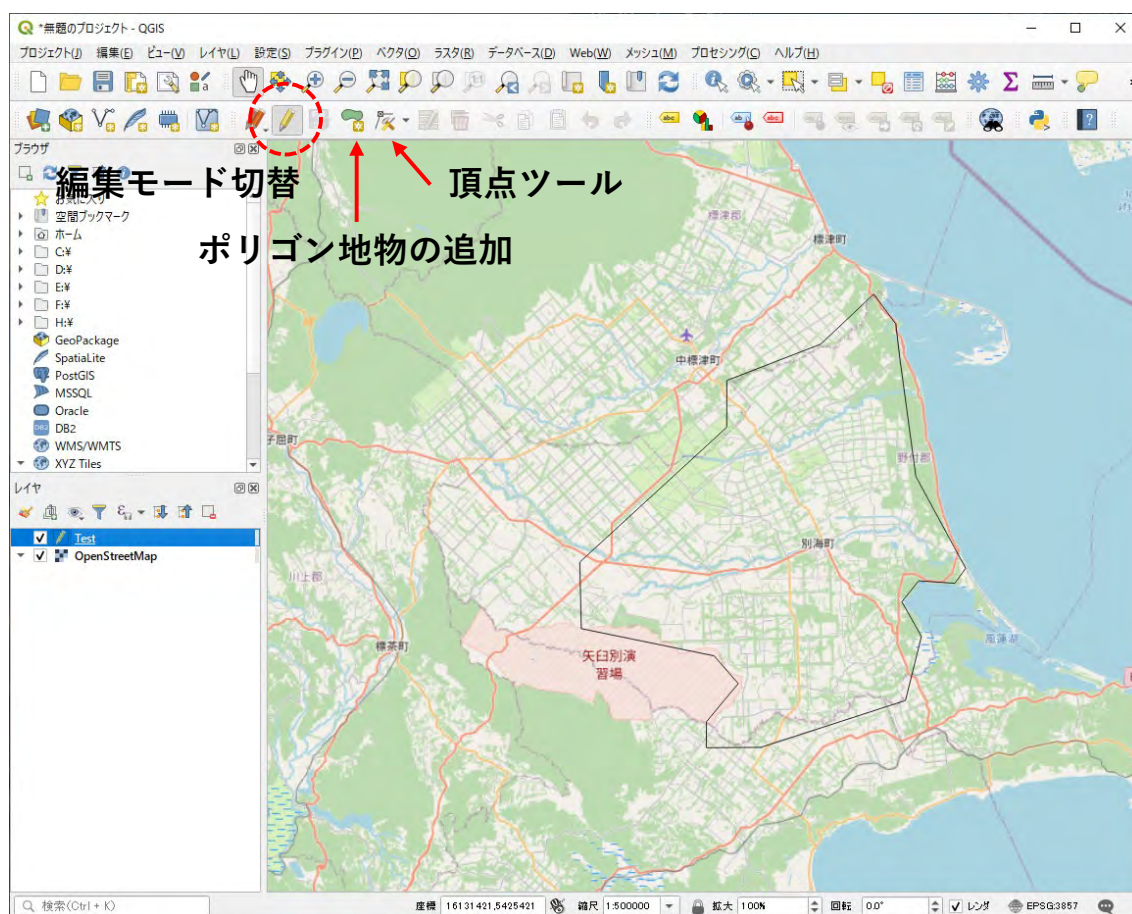 *無題のプロジェクト - QGIS
プロジェクト(J) 編集(E) ビュー(V) レイヤ(L) 設定(S) プラグイン(P) ベクタ(O) ラスタ(R) データベース(D) Web(W) メッシュ(M) プロセシング(C) ヘルプ(H)
ブラウザ
編集モード切替
頂点ツール
ポリゴン地物の追加
お気に入り
空間ブックマーク
ホーム
C:¥
D:¥
E:¥
F:¥
H:¥
GeoPackage
SpatiaLite
PostGIS
MSSQL
Oracle
DB2
WMS/WMTS
XYZ Tiles
レイヤ
Test
OpenStreetMap
標津郡
標津町
中標津町
子屈町
野付郡
別海町
川上郡
標茶町
矢臼別演
習場
風蓮湖
検索(Ctrl + K)
座標 16131421,5425421 縮尺 1:500000 拡大 100% 回転 0.0° レンダ EPSG:3857